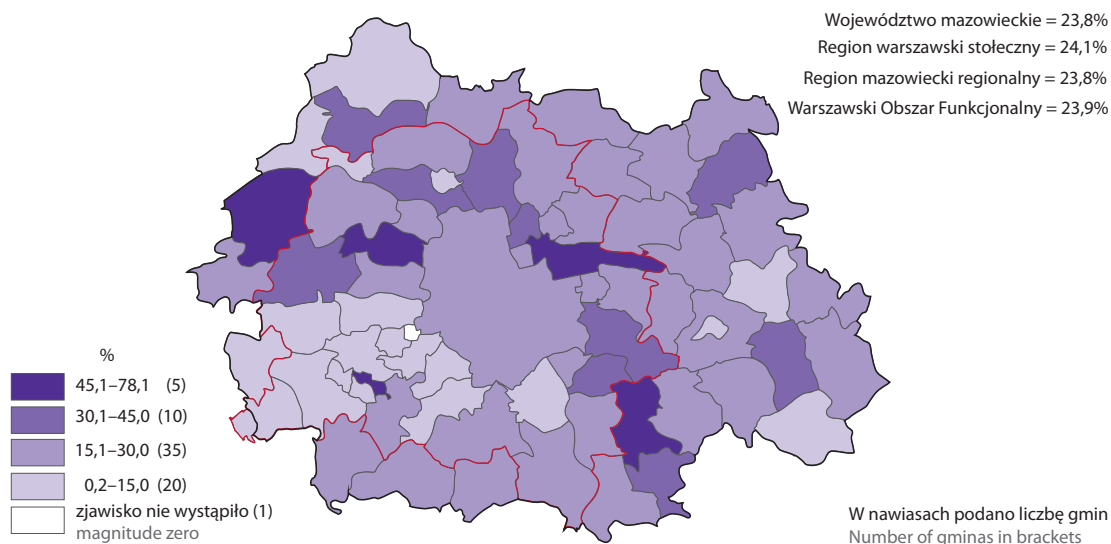 Województwo mazowieckie = 23,8%
Region warszawski stołeczny = 24,1%
Region mazowiecki regionalny = 23,8%
Warszawski Obszar Funkcjonalny = 23,9%
%
45,1–78,1 (5)
30,1–45,0 (10)
15,1–30,0 (35)
0,2–15,0 (20)
zjawisko nie wystąpiło (1)
magnitude zero
W nawiasach podano liczbę gmin
Number of gminas in brackets